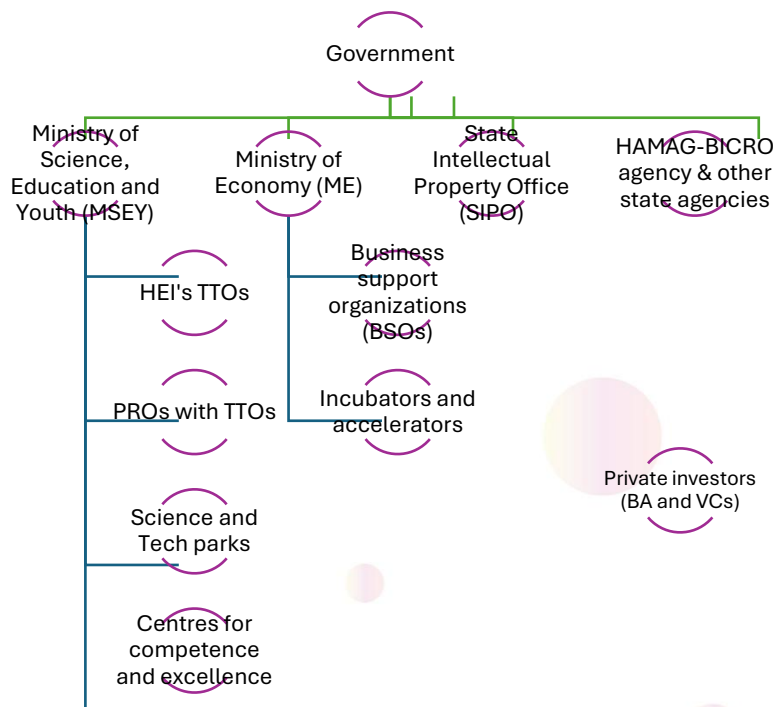 Government
Ministry of
Science,
Education and
Youth (MSEY)
Ministry of
Economy (ME)
State
Intellectual
Property Office
(SIPO)
HAMAG-BICRO
agency & other
state agencies
HEI's TTOs
PROs with TTOs
Science and
Tech parks
Centres for
competence
and excellence
Business
support
organizations
(BSOs)
Incubators and
accelerators
Private investors
(BA and VCs)